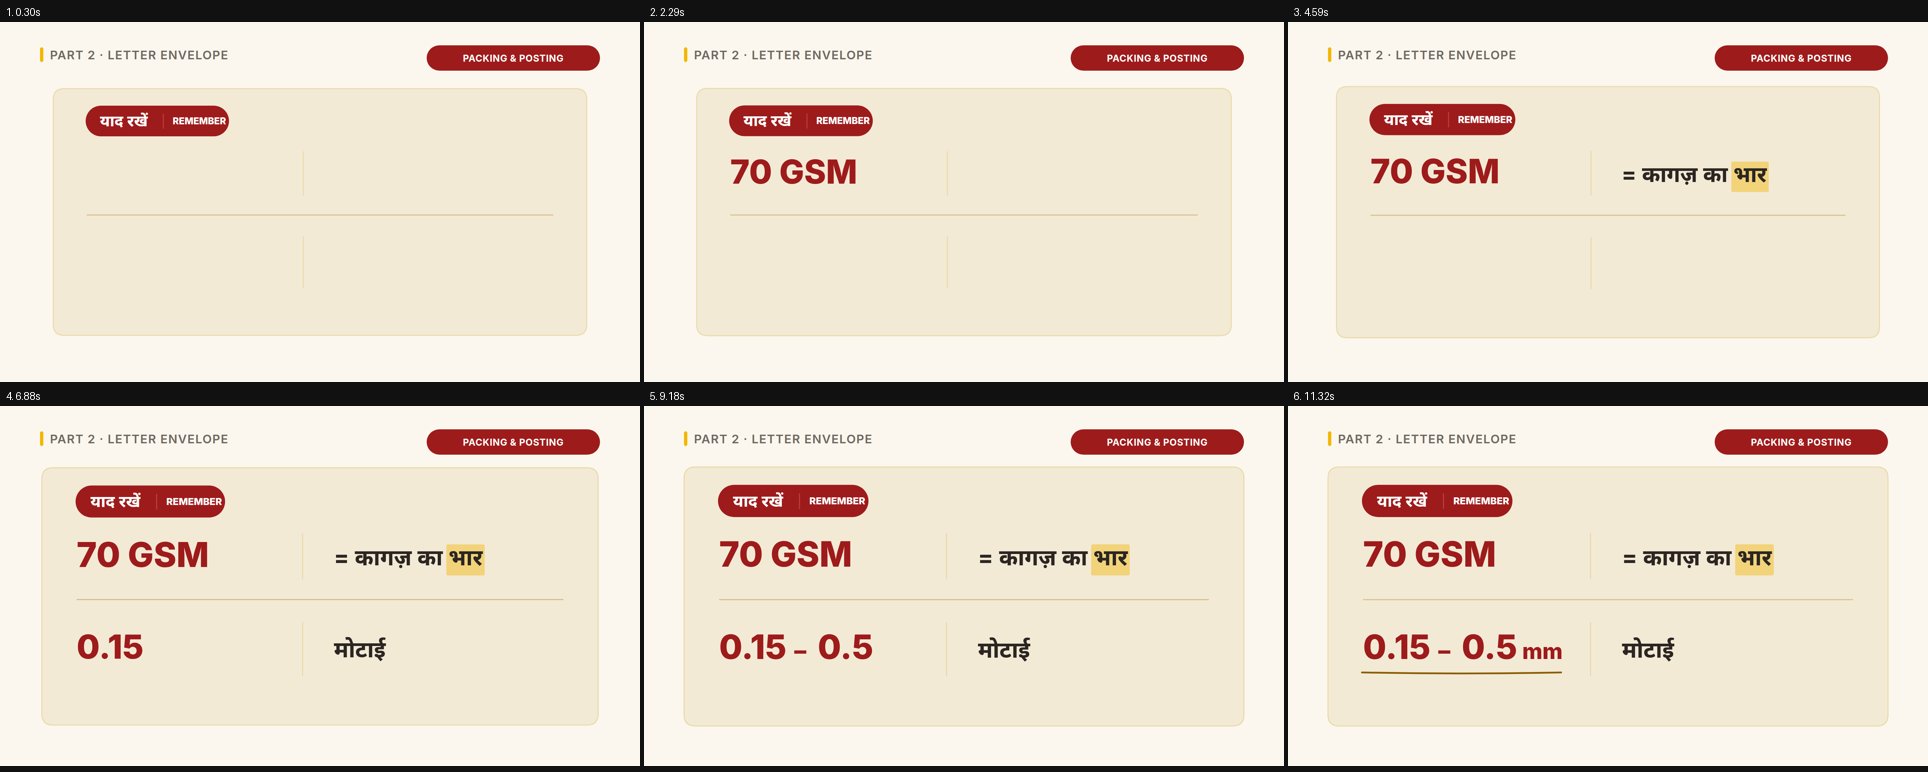 1. 0.30s
PART 2 · LETTER ENVELOPE
PACKING & POSTING
याद रखें REMEMBER
2. 2.29s
PART 2 · LETTER ENVELOPE
PACKING & POSTING
याद रखें REMEMBER
70 GSM
3. 4.59s
PART 2 · LETTER ENVELOPE
PACKING & POSTING
याद रखें REMEMBER
70 GSM = कागज़ का भार
4. 6.88s
PART 2 · LETTER ENVELOPE
PACKING & POSTING
याद रखें REMEMBER
70 GSM = कागज़ का भार
0.15 मोटाई
5. 9.18s
PART 2 · LETTER ENVELOPE
PACKING & POSTING
याद रखें REMEMBER
70 GSM = कागज़ का भार
0.15 – 0.5 मोटाई
6. 11.32s
PART 2 · LETTER ENVELOPE
PACKING & POSTING
याद रखें REMEMBER
70 GSM = कागज़ का भार
0.15 – 0.5 mm मोटाई